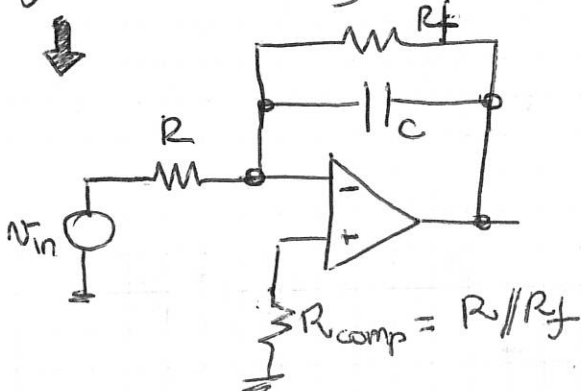 Rf
C
R
Vin
-
+
Rcomp = R//Rf